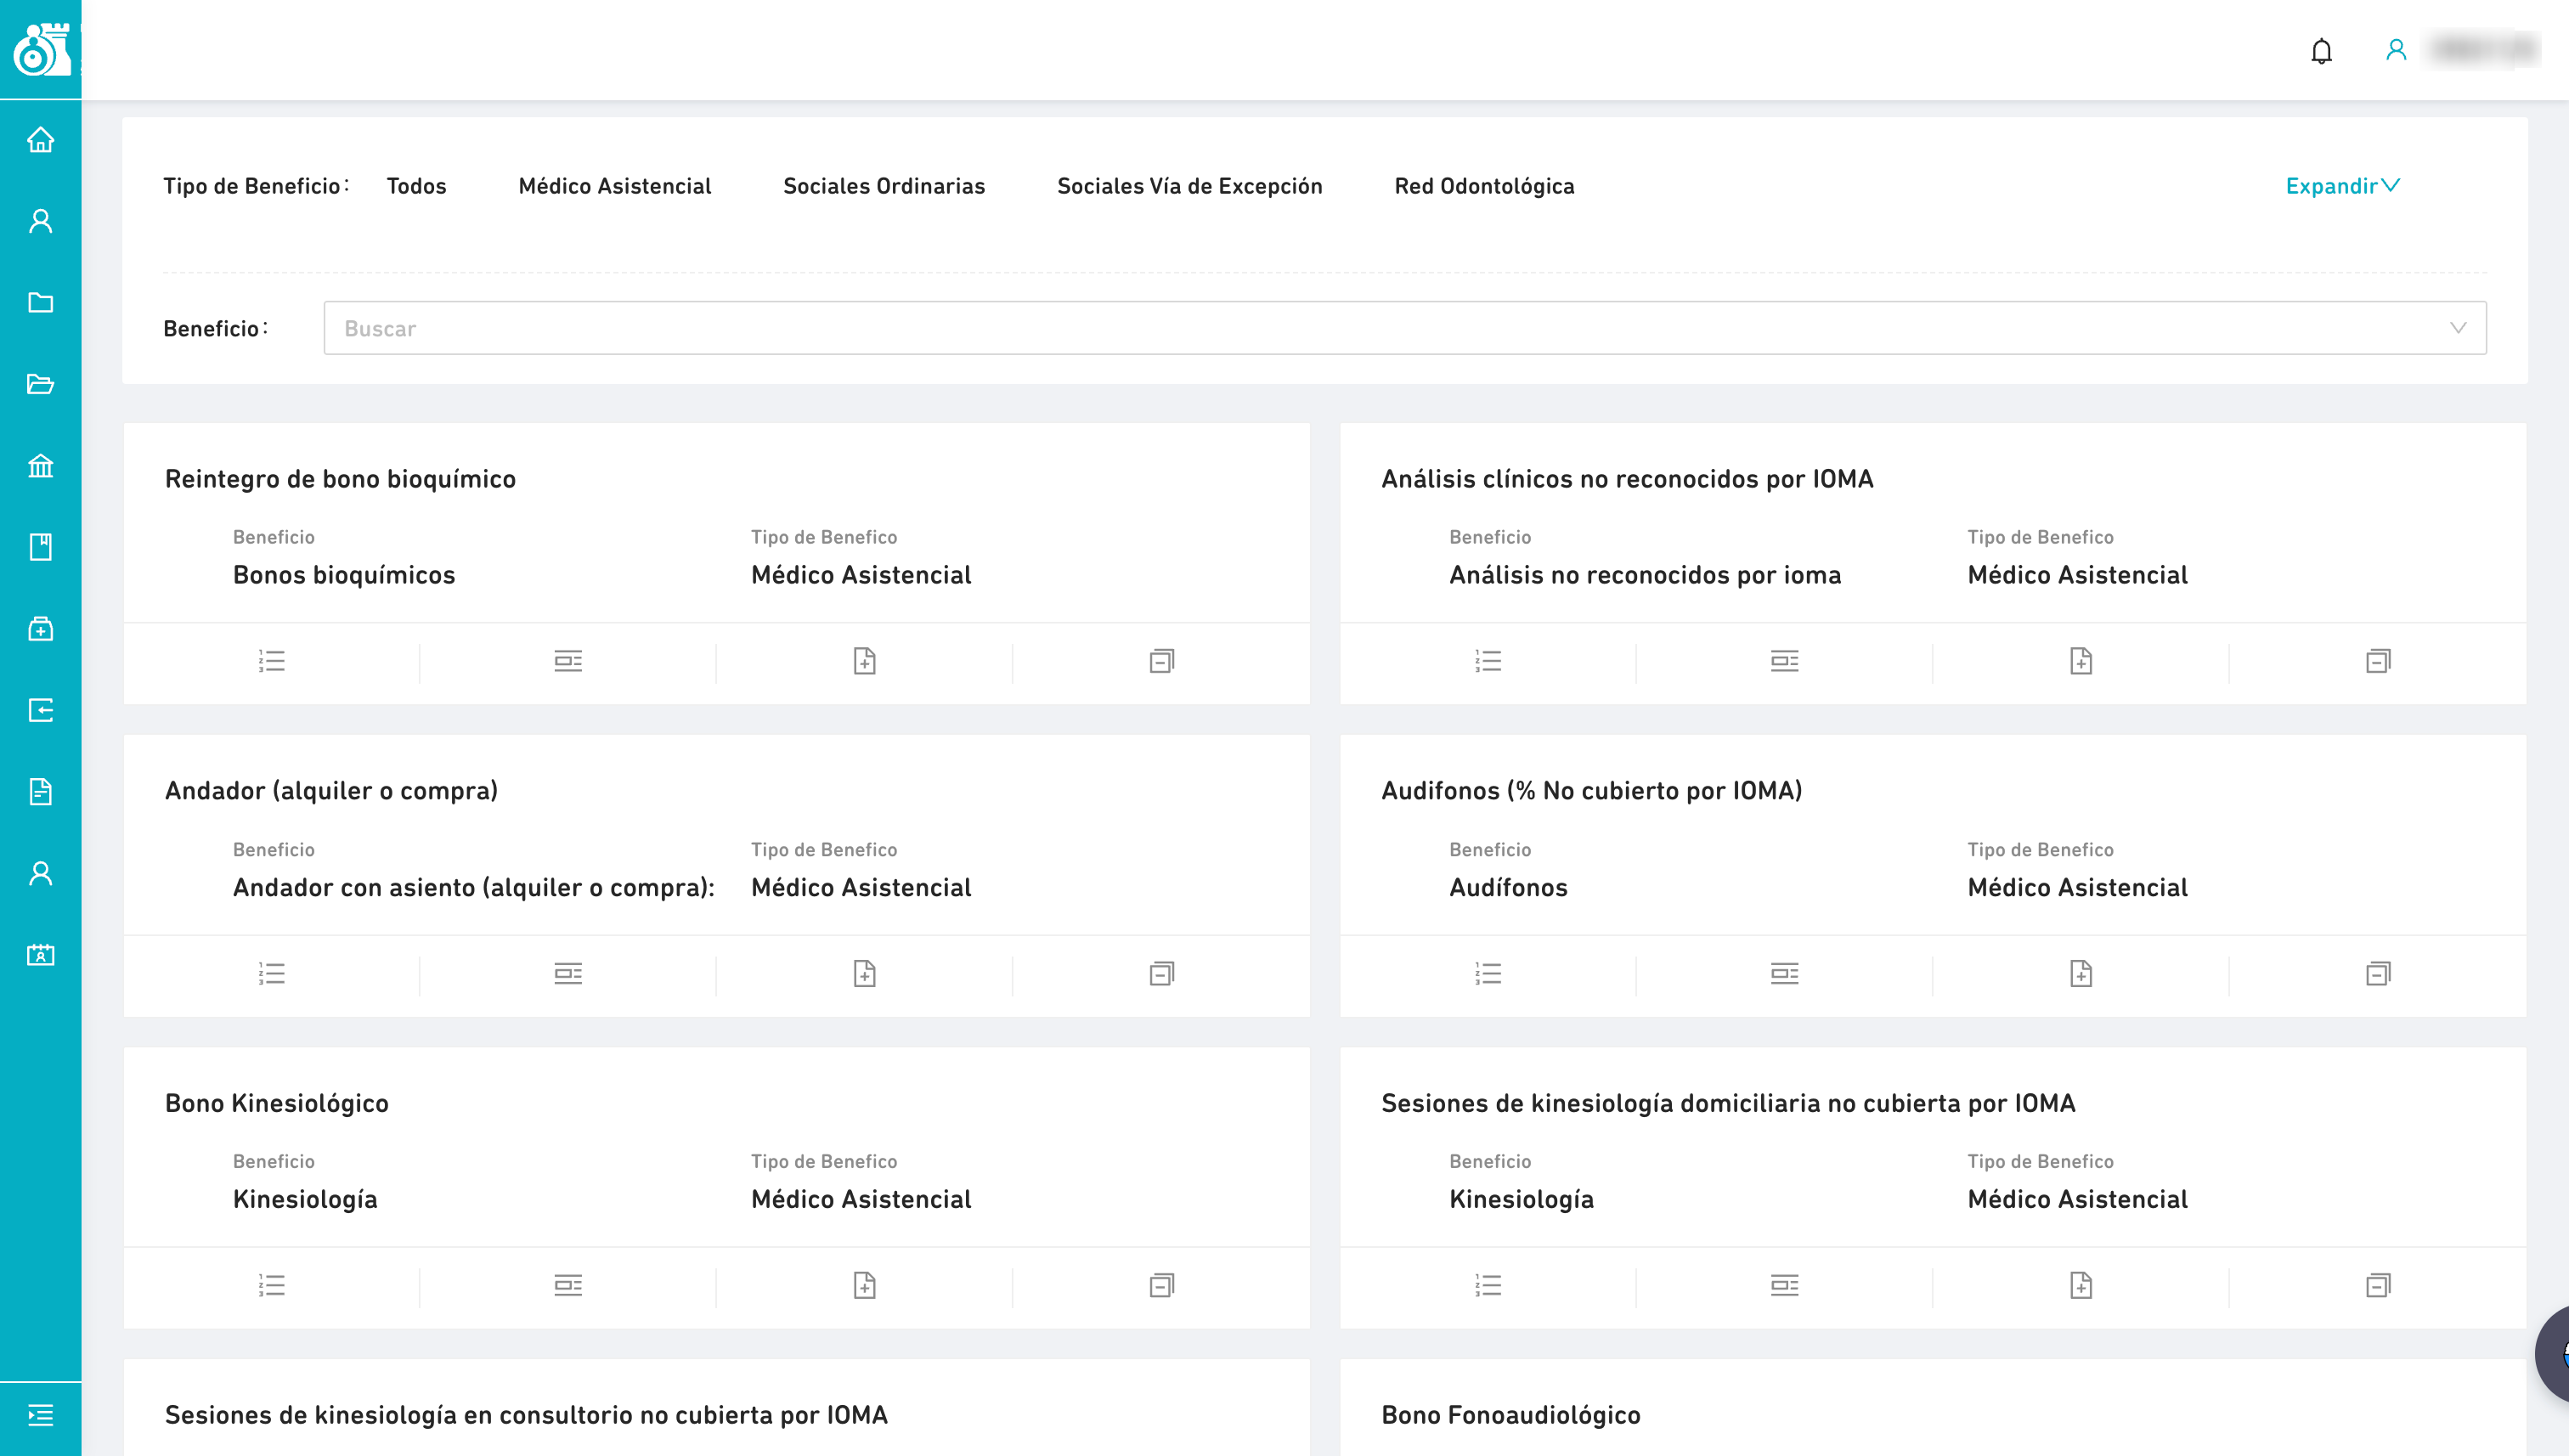 Tipo de Beneficio: Todos Médico Asistencial Sociales Ordinarias Sociales Vía de Excepción Red Odontológica Expandir
Beneficio: Buscar
Reintegro de bono bioquímico
Beneficio Tipo de Benefico
Bonos bioquímicos Médico Asistencial
Análisis clínicos no reconocidos por IOMA
Beneficio Tipo de Benefico
Análisis no reconocidos por ioma Médico Asistencial
Andador (alquiler o compra)
Beneficio Tipo de Benefico
Andador con asiento (alquiler o compra): Médico Asistencial
Audifonos (% No cubierto por IOMA)
Beneficio Tipo de Benefico
Audífonos Médico Asistencial
Bono Kinesiológico
Beneficio Tipo de Benefico
Kinesiología Médico Asistencial
Sesiones de kinesiología domiciliaria no cubierta por IOMA
Beneficio Tipo de Benefico
Kinesiología Médico Asistencial
Sesiones de kinesiología en consultorio no cubierta por IOMA
Bono Fonoaudiológico